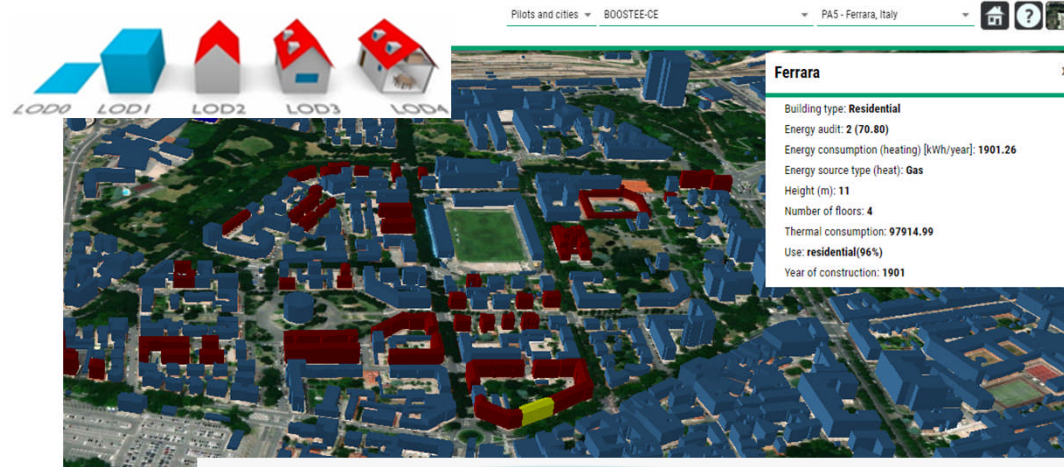 Pilots and cities
BOOSTEE-CE
PA5 - Ferrara, Italy
?
LOD0
LOD1
LOD2
LOD3
LOD4
Ferrara
Building type: Residential
Energy audit: 2 (70.80)
Energy consumption (heating) [kWh/year]: 1901.26
Energy source type (heat): Gas
Height (m): 11
Number of floors: 4
Thermal consumption: 97914.99
Use: residential(96%)
Year of construction: 1901